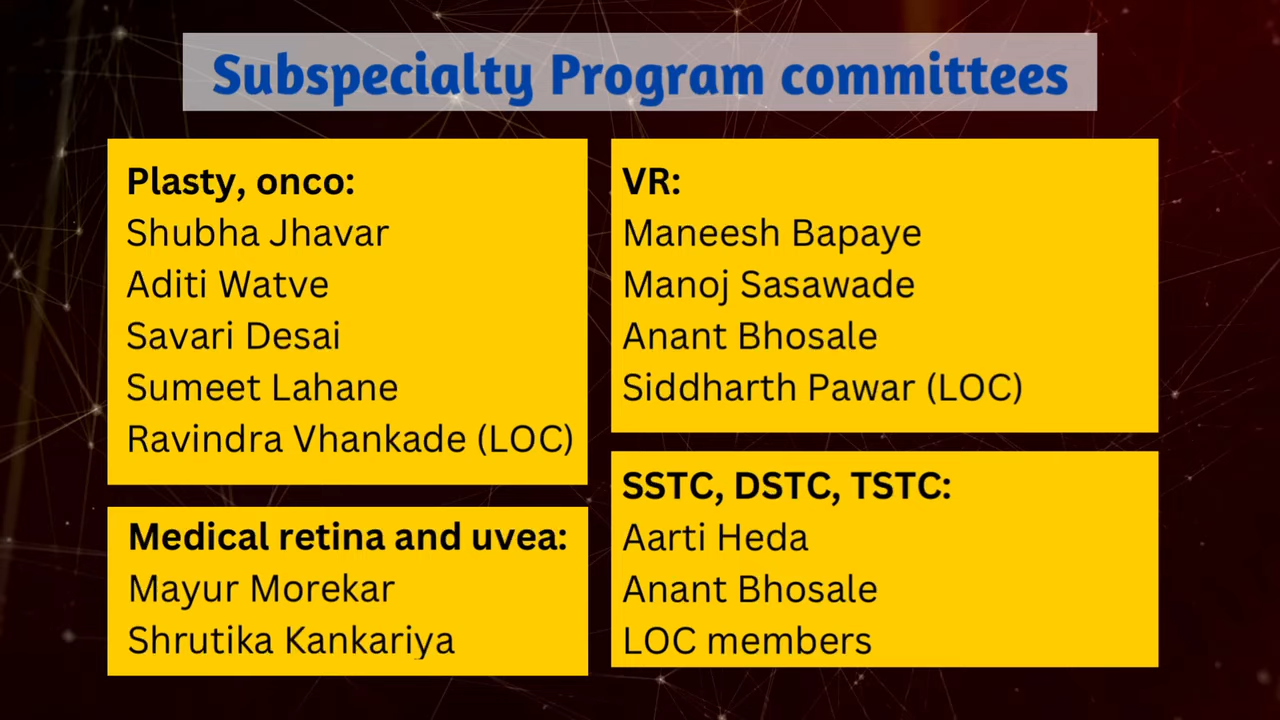 Subspecialty Program committees
Plasty, onco:
Shubha Jhavar
Aditi Watve
Savari Desai
Sumeet Lahane
Ravindra Vhankade (LOC)
Medical retina and uvea:
Mayur Morekar
Shrutika Kankariya
VR:
Maneesh Bapaye
Manoj Sasawade
Anant Bhosale
Siddharth Pawar (LOC)
SSTC, DSTC, TSTC:
Aarti Heda
Anant Bhosale
LOC members